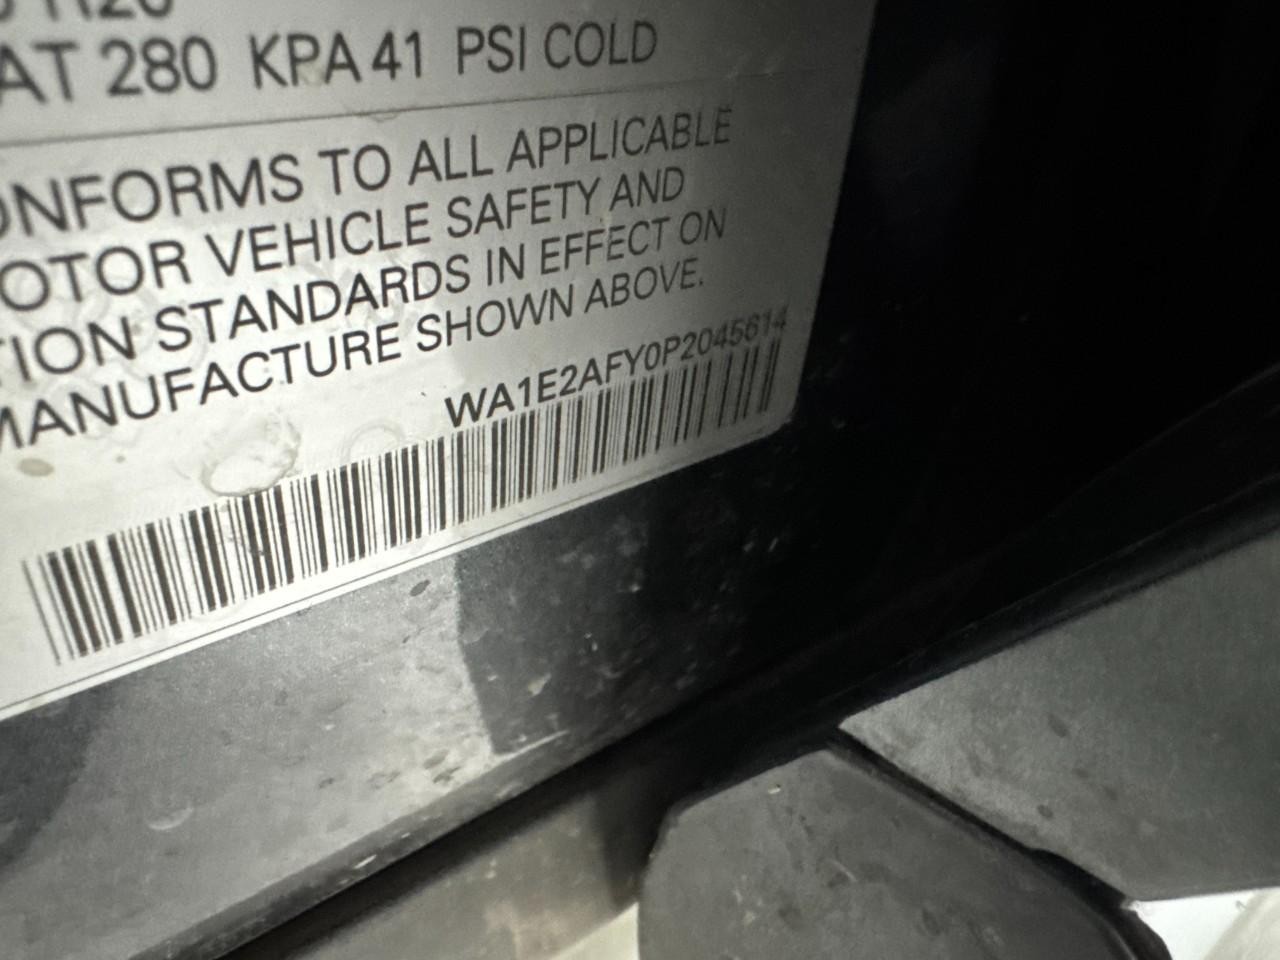 AT 280 KPA 41 PSI COLD
ONFORMS TO ALL APPLICABLE
OTOR VEHICLE SAFETY AND
TION STANDARDS IN EFFECT ON
MANUFACTURE SHOWN ABOVE.
WA1E2AFY0P2045614